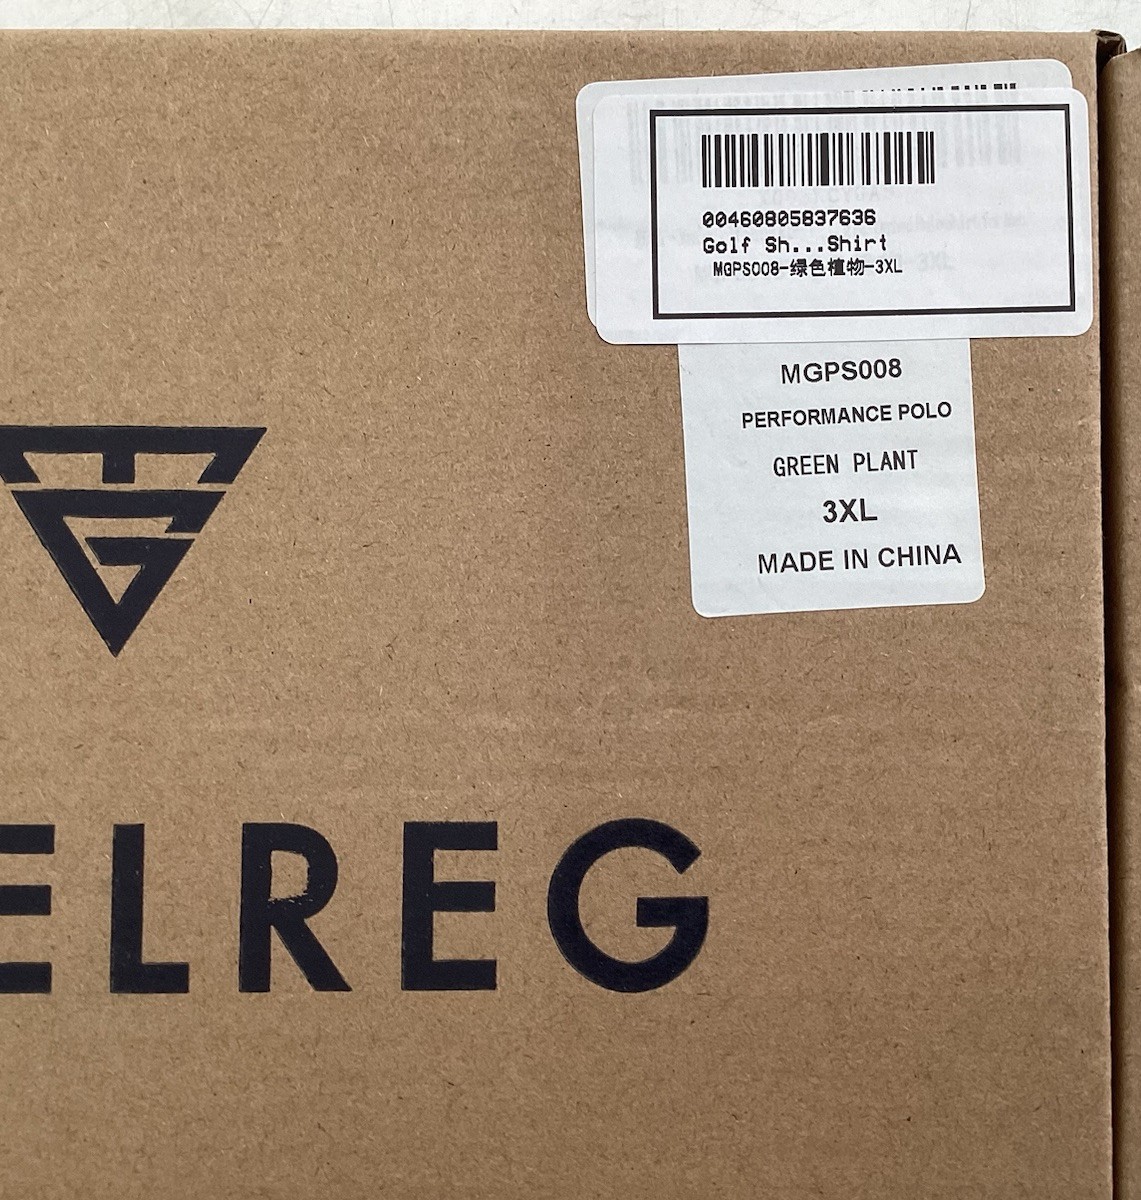 00460805837636
Golf Sh...Shirt
MGPS008-绿色植物-3XL
MGPS008
PERFORMANCE POLO
GREEN PLANT
3XL
MADE IN CHINA
ELREG